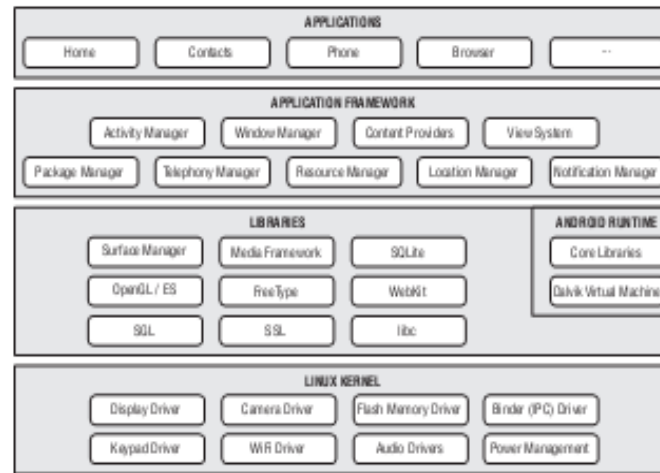 APPLICATIONS
Home Contacts Phone Browser ...
APPLICATION FRAMEWORK
Activity Manager Window Manager Content Providers View System
Package Manager Telephony Manager Resource Manager Location Manager Notification Manager
LIBRARIES
Surface Manager Media Framework SQLite
OpenGL / ES FreeType WebKit
SGL SSL libc
ANDROID RUNTIME
Core Libraries
Dalvik Virtual Machine
LINUX KERNEL
Display Driver Camera Driver Flash Memory Driver Binder (IPC) Driver
Keypad Driver WiFi Driver Audio Drivers Power Management